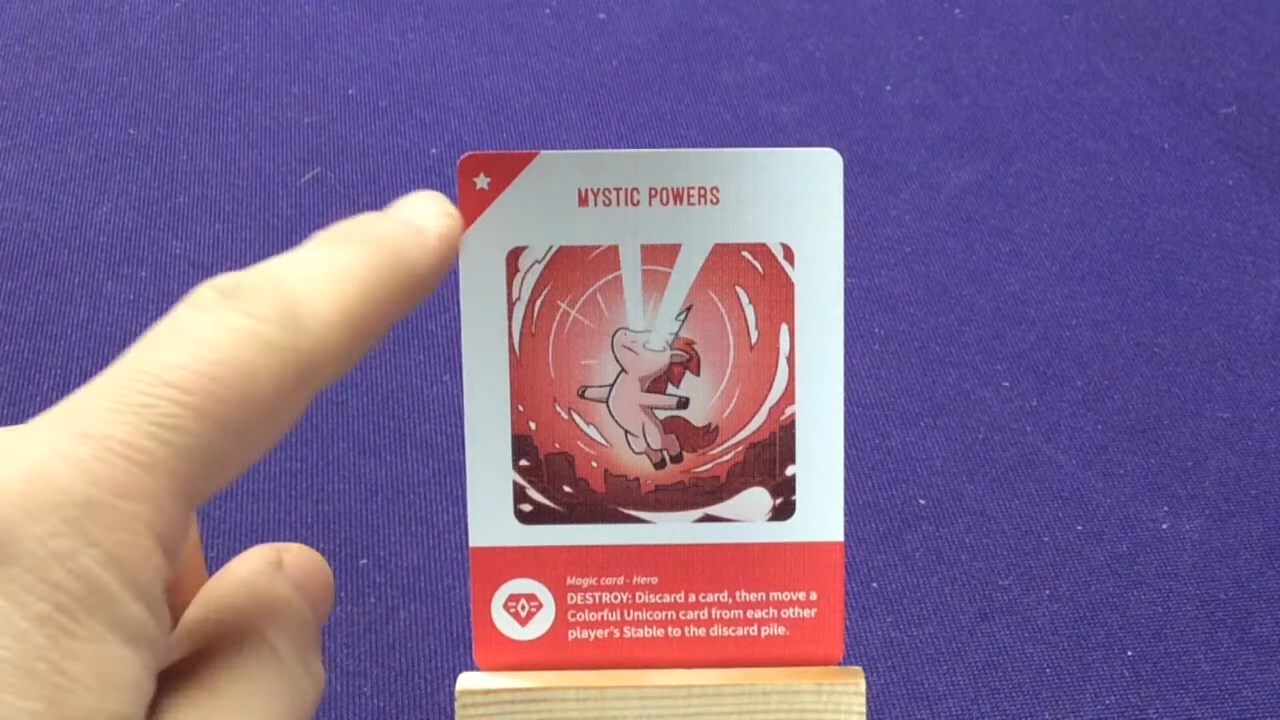 MYSTIC POWERS
Magic card - Hero
DESTROY: Discard a card, then move a
Colorful Unicorn card from each other
player's Stable to the discard pile.